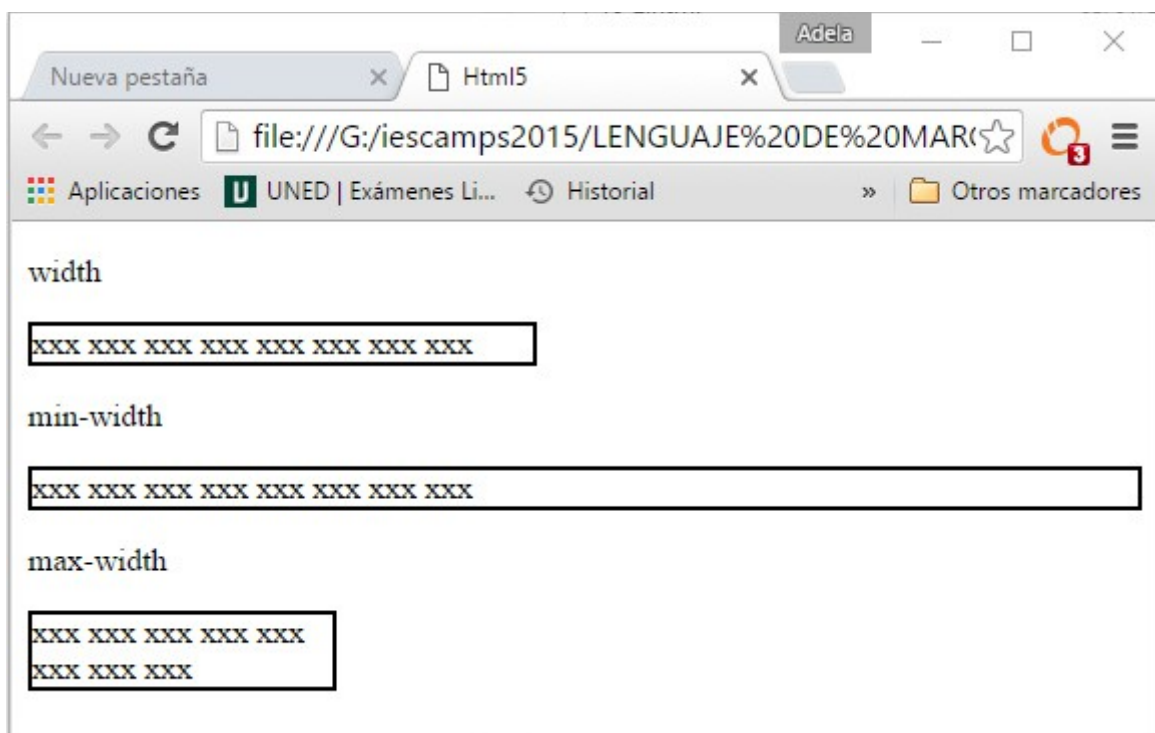 Adela
Nueva pestaña
Html5
file:///G:/iescamps2015/LENGUAJE%20DE%20MAR
3
Aplicaciones
U UNED | Exámenes Li...
Historial
»
Otros marcadores
width
xxx xxx xxx xxx xxx xxx xxx xxx
min-width
xxx xxx xxx xxx xxx xxx xxx xxx
max-width
xxx xxx xxx xxx xxx
xxx xxx xxx